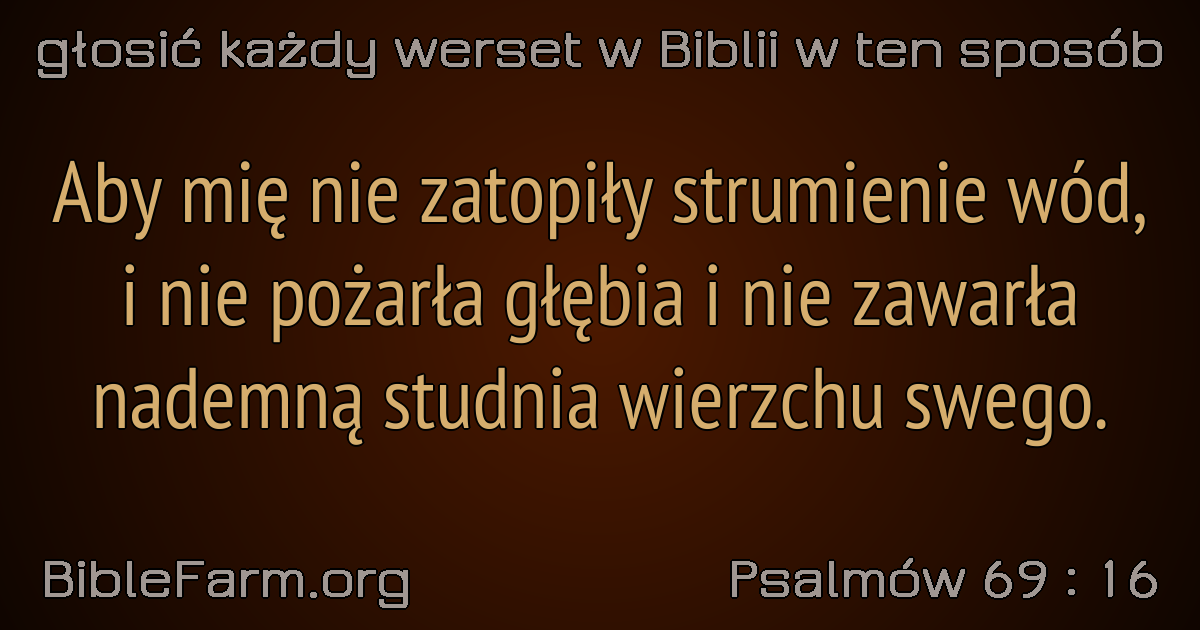 głosić każdy werset w Biblii w ten sposób
Aby mię nie zatopiły strumienie wód,
i nie pożarła głębia i nie zawarła
nademną studnia wierzchu swego.
BibleFarm.org
Psalmów 69 : 16